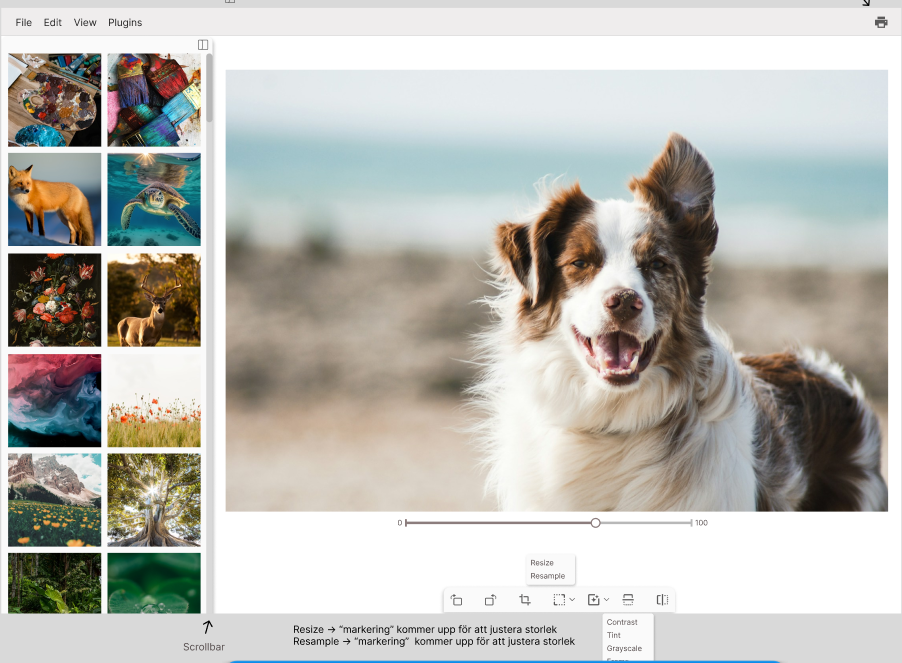 File Edit View Plugins
0 100
Resize
Resample
Resize → “markering” kommer upp för att justera storlek
Resample → “markering” kommer upp för att justera storlek
Scrollbar
Contrast
Tint
Grayscale